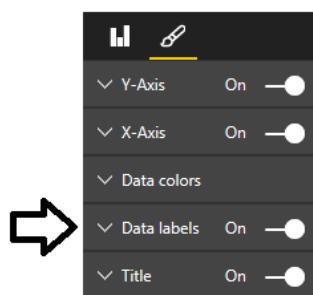 Y-Axis On
X-Axis On
Data colors
Data labels On
Title On